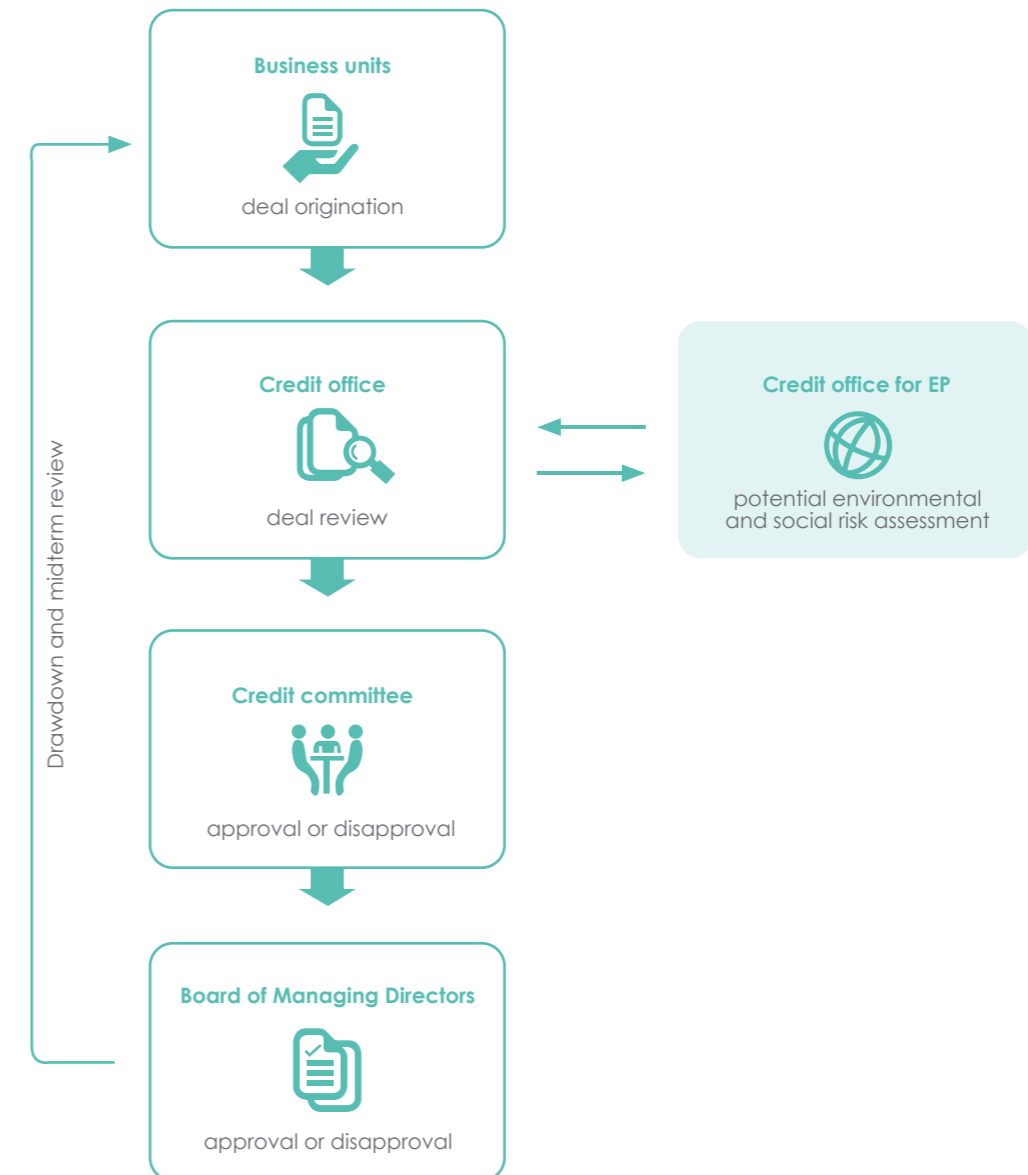 Business units
deal origination
Credit office
deal review
Credit office for EP
potential environmental
and social risk assessment
Drawdown and midterm review
Credit committee
approval or disapproval
Board of Managing Directors
approval or disapproval